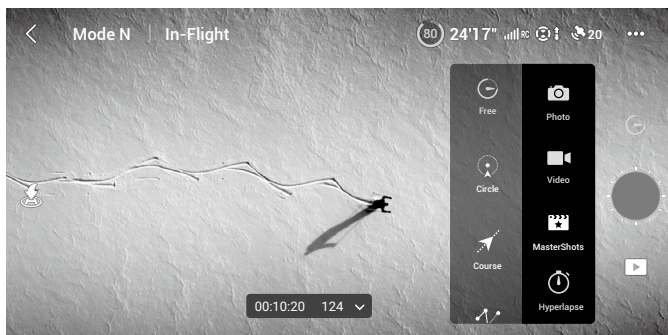 Mode N | In-Flight
80 24'17" RC 20
Free
Circle
Course
Photo
Video
MasterShots
Hyperlapse
00:10:20 124